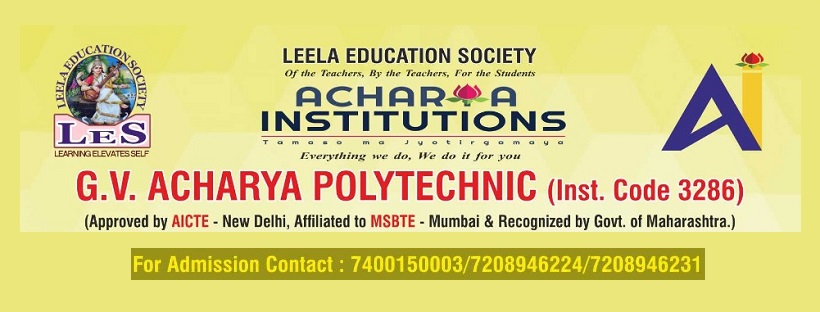 LEELA EDUCATION SOCIETY
LES
LEARNING ELEVATES SELF
LEELA EDUCATION SOCIETY
Of the Teachers, By the Teachers, For the Students
ACHARYA
INSTITUTIONS
Tamaso ma Jyotirgamaya
Everything we do, We do it for you
AI
G.V. ACHARYA POLYTECHNIC (Inst. Code 3286)
(Approved by AICTE - New Delhi, Affiliated to MSBTE - Mumbai & Recognized by Govt. of Maharashtra.)
For Admission Contact : 7400150003/7208946224/7208946231